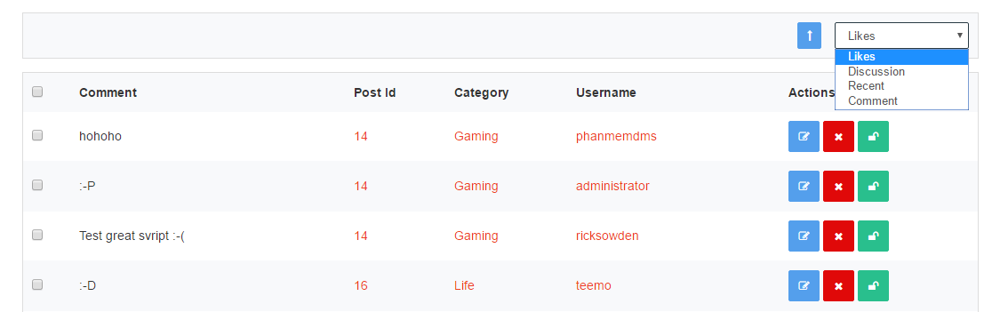 Likes
Likes
Discussion
Recent
Comment
Comment Post Id Category Username Actions
hohoho 14 Gaming phanmemdms
:-P 14 Gaming administrator
Test great svript :-( 14 Gaming ricksowden
:-D 16 Life teemo